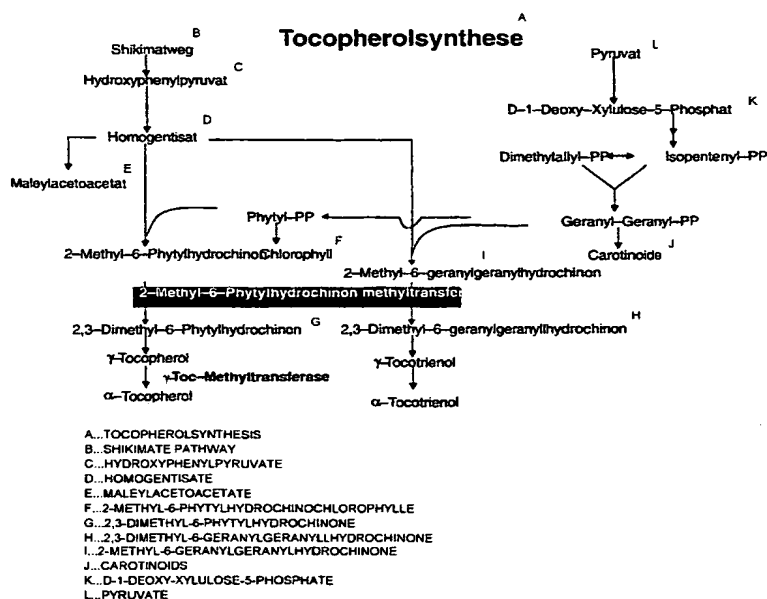 A
Tocopherolsynthese
B
Shikimatweg
C
Hydroxyphenylpyruvat
D
Homogentisat
E
Maleylacetoacetat
Phytyl-PP
2-Methyl-6-PhytylhydrochinonChlorophyll
F
L
Pyruvat
K
D-1-Deoxy-Xylulose-5-Phosphat
Dimethylallyl-PP
Isopentenyl-PP
Geranyl-Geranyl-PP
Carotinoide
J
I
2-Methyl-6-geranylgeranylhydrochinon
2-Methyl-6-Phytylhydrochinon methyltransfer
2,3-Dimethyl-6-Phytylhydrochinon
G
2,3-Dimethyl-6-geranylgeranyllhydrochinon
H
γ-Tocopherol
γ-Tocotrienol
γ-Toc-Methyltransferase
α-Tocopherol
α-Tocotrienol
A...TOCOPHEROLSYNTHESIS
B...SHIKIMATE PATHWAY
C...HYDROXYPHENYLPYRUVATE
D...HOMOGENTISATE
E...MALEYLACETOACETATE
F...2-METHYL-6-PHYTYLHYDROCHINOCHLOROPHYLLE
G...2,3-DIMETHYL-6-PHYTYLHYDROCHINONE
H...2,3-DIMETHYL-6-GERANYLGERANYLLHYDROCHINONE
I...2-METHYL-6-GERANYLGERANYLHYDROCHINONE
J...CAROTINOIDS
K...D-1-DEOXY-XYLULOSE-5-PHOSPHATE
L...PYRUVATE